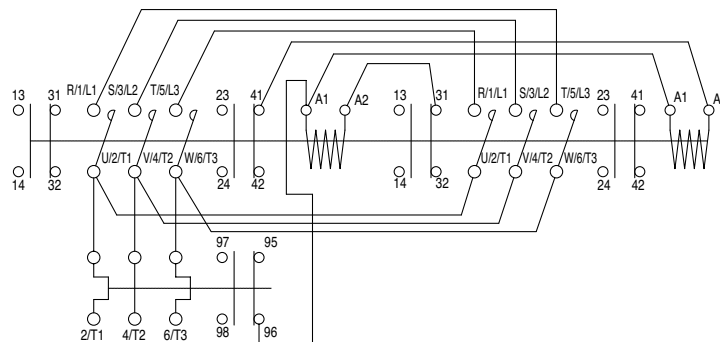 13 31 R/1/L1 S/3/L2 T/5/L3 23 41 A1 A2 13 31 R/1/L1 S/3/L2 T/5/L3 23 41 A1 A
14 32 U/2/T1 V/4/T2 W/6/T3 24 42 14 32 U/2/T1 V/4/T2 W/6/T3 24 42
97 95
2/T1 4/T2 6/T3 98 96